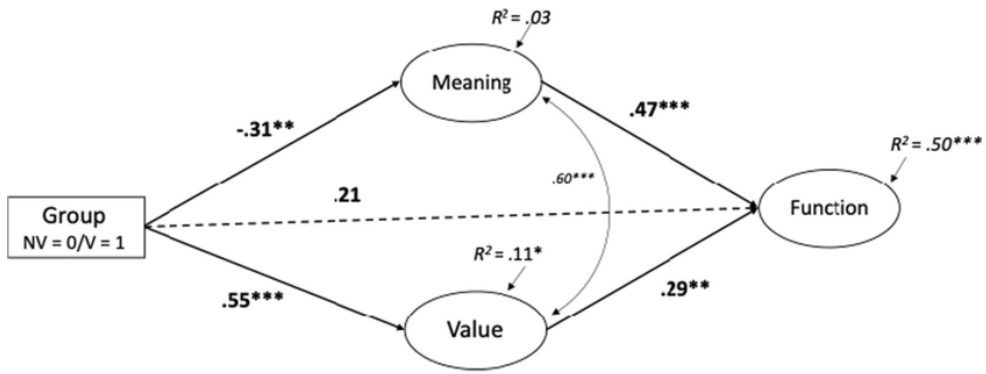 R² = .03
Meaning
-.31**
.47***
R² = .50***
.60***
.21
Group
NV = 0/V = 1
Function
R² = .11*
.55***
.29**
Value